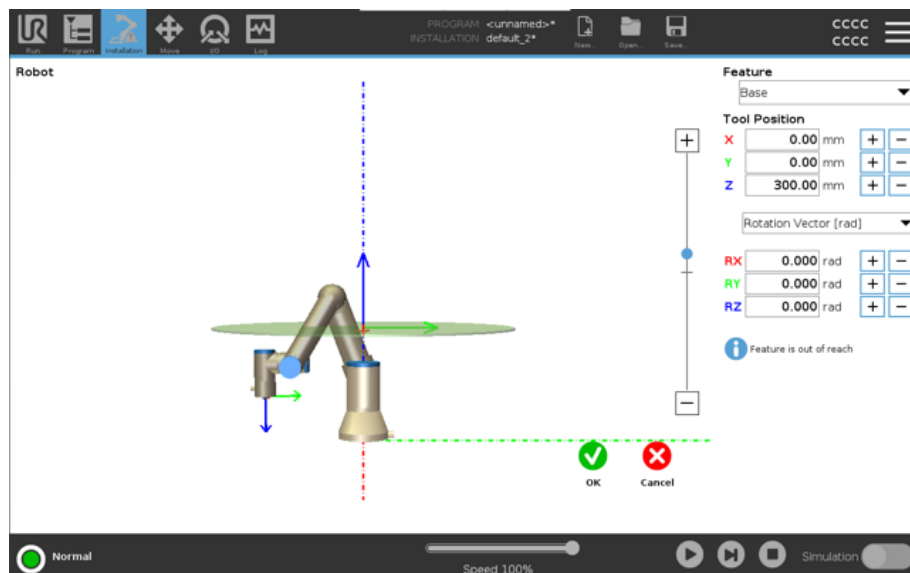 UR
PROGRAM <unnamed>*
INSTALLATION default_2*
Run Program Installation Move I/O Log New... Open... Save...
CCCC
CCCC
Robot
Feature
Base
Tool Position
X 0.00 mm + −
Y 0.00 mm + −
Z 300.00 mm + −
Rotation Vector [rad]
RX 0.000 rad + −
RY 0.000 rad + −
RZ 0.000 rad + −
i Feature is out of reach
+
−
OK Cancel
Normal
Speed 100%
Simulation